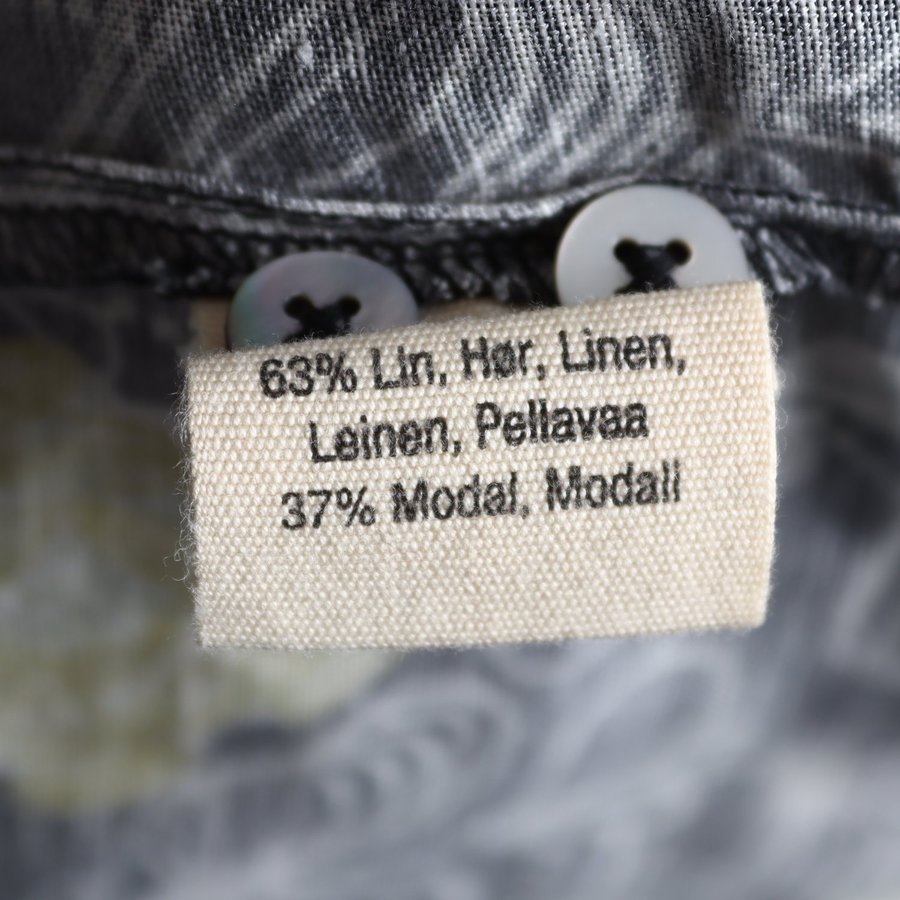 63% Lin, Hør, Linen,
Leinen, Pellavaa
37% Modal, Modali